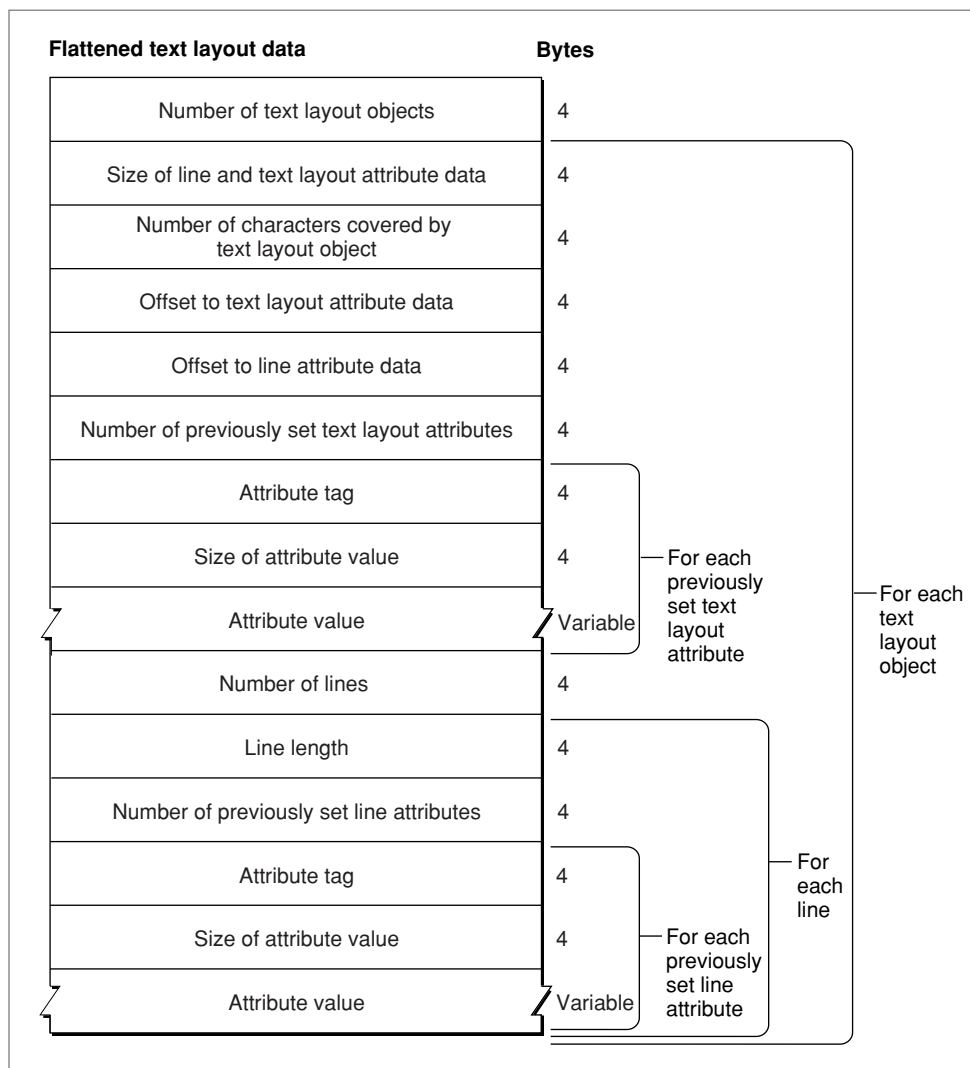 Flattened text layout data Bytes
Number of text layout objects 4
Size of line and text layout attribute data 4
Number of characters covered by
text layout object 4
Offset to text layout attribute data 4
Offset to line attribute data 4
Number of previously set text layout attributes 4
Attribute tag 4
Size of attribute value 4
Attribute value Variable
For each
previously
set text
layout
attribute
For each
text
layout
object
Number of lines 4
Line length 4
Number of previously set line attributes 4
Attribute tag 4
Size of attribute value 4
Attribute value Variable
For each
previously
set line
attribute
For
each
line